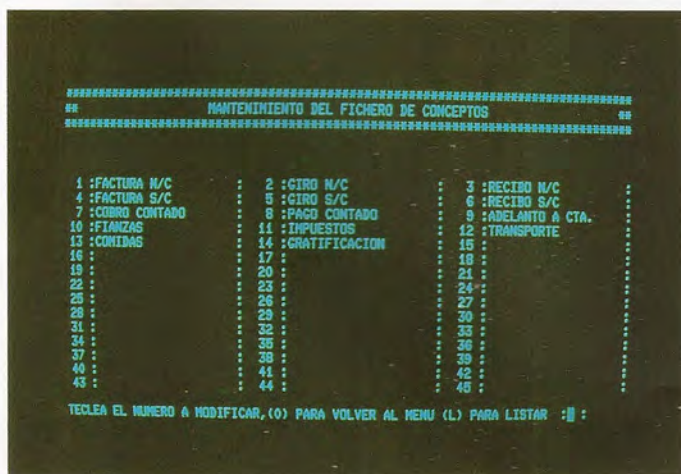 ************************************************************
** MANTENIMIENTO DEL FICHERO DE CONCEPTOS **
************************************************************
1 :FACTURA N/C : 2 :GIRO N/C : 3 :RECIBO N/C :
4 :FACTURA S/C : 5 :GIRO S/C : 6 :RECIBO S/C :
7 :COBRO CONTADO : 8 :PAGO CONTADO : 9 :ADELANTO A CTA. :
10 :FIANZAS : 11 :IMPUESTOS : 12 :TRANSPORTE :
13 :COMIDAS : 14 :GRATIFICACION : 15 : :
16 : : 17 : : 18 : :
19 : : 20 : : 21 : :
22 : : 23 : : 24 : :
25 : : 26 : : 27 : :
28 : : 29 : : 30 : :
31 : : 32 : : 33 : :
34 : : 35 : : 36 : :
37 : : 38 : : 39 : :
40 : : 41 : : 42 : :
43 : : 44 : : 45 : :
TECLEA EL NUMERO A MODIFICAR,(0) PARA VOLVER AL MENU (L) PARA LISTAR : :